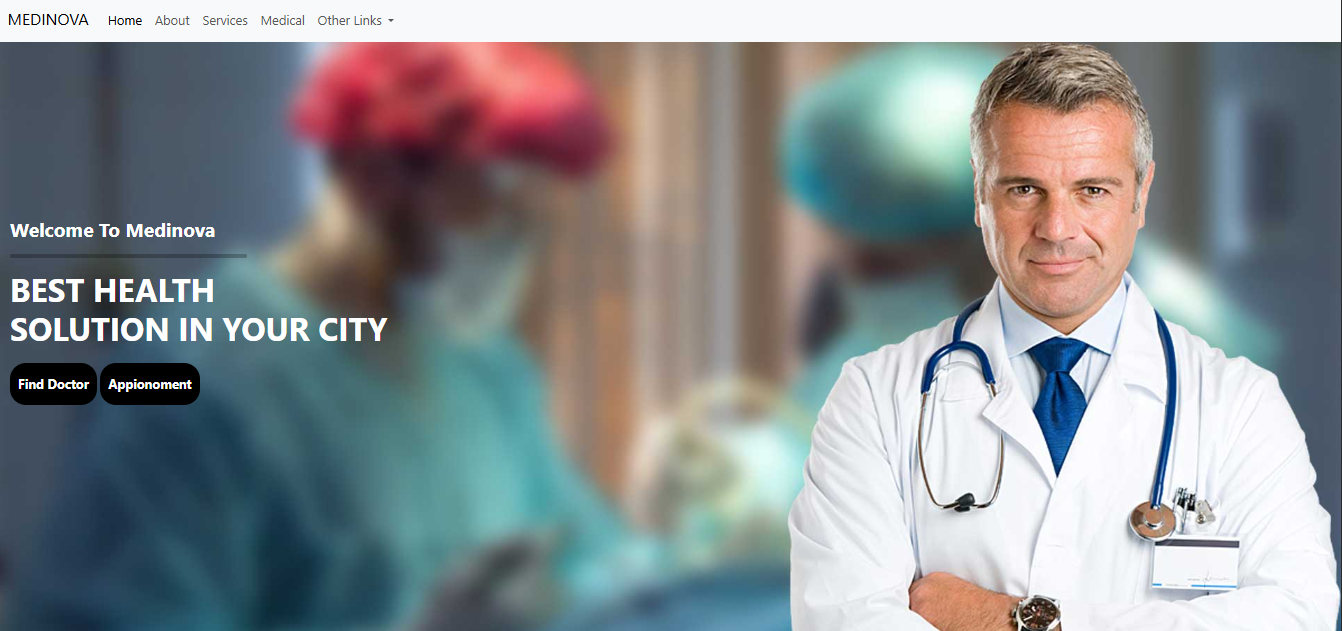 MEDINOVA Home About Services Medical Other Links
Welcome To Medinova
BEST HEALTH
SOLUTION IN YOUR CITY
Find Doctor Appionoment